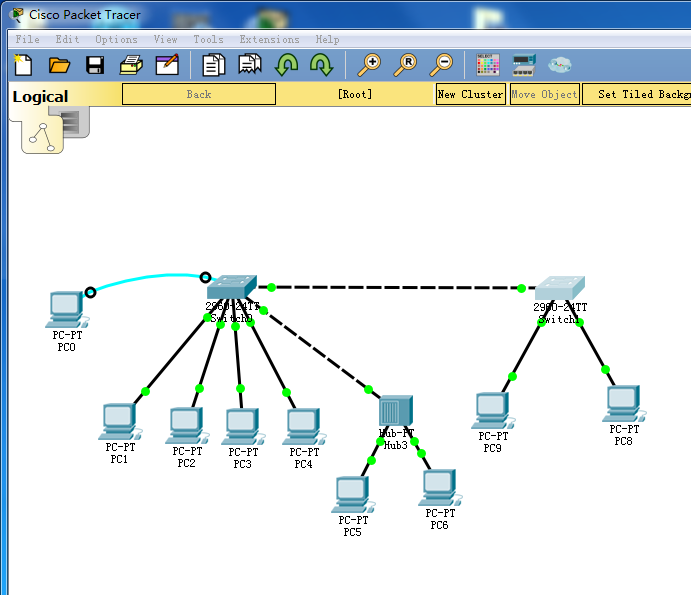 Cisco Packet Tracer
File Edit Options View Tools Extensions Help
Logical Back [Root] New Cluster Move Object Set Tiled Backgr
PC-PT
PC0
2960-24TT
Switch0
2960-24TT
Switch1
PC-PT
PC1
PC-PT
PC2
PC-PT
PC3
PC-PT
PC4
Hub-PT
Hub3
PC-PT
PC9
PC-PT
PC8
PC-PT
PC5
PC-PT
PC6